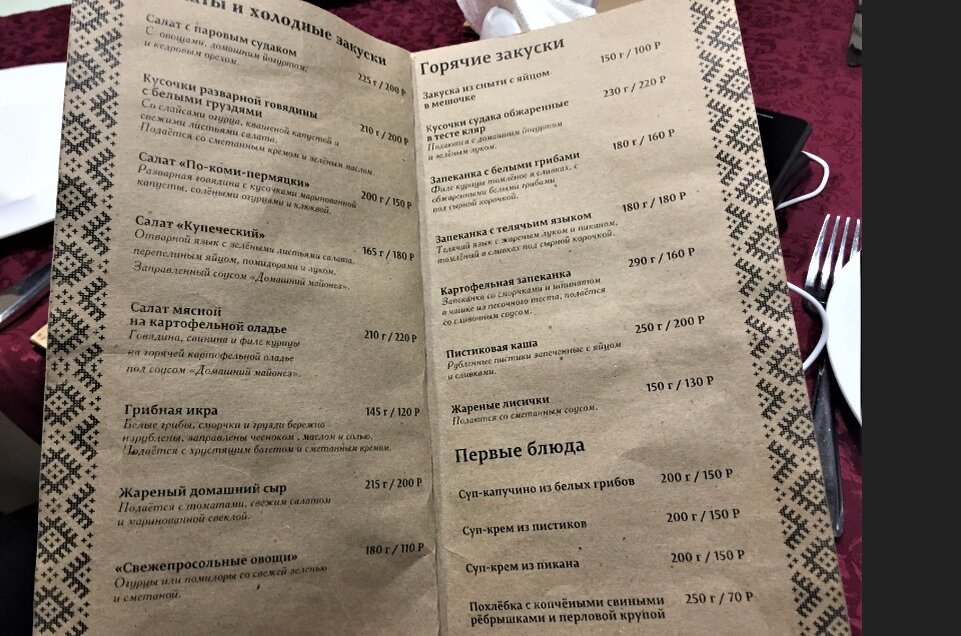 ты и холодные закуски
Салат с паровым судаком
С овощами, домашним йогуртом,
и кедровым орехом.
225 г / 200 Р
Кусочки разварной говядины
с белыми груздями
Со слайсами огурца, квашеной капустой и
свежими листьями салата.
Подаётся со сметанным кремом и зелёным маслом.
210 г / 200 Р
Салат «По-коми-пермяцки»
Разварная говядина с кусочками маринованной
капусты, солёными огурцами и клюквой.
200 г / 150 Р
Салат «Купеческий»
Отварной язык с зелёными листьями салата,
перепелиным яйцом, помидорами и луком.
Заправленный соусом «Домашний майонез».
165 г / 180 Р
Салат мясной
на картофельной оладье
Говядина, свинина и филе курицы
на горячей картофельной оладье
под соусом «Домашний майонез».
210 г / 220 Р
Грибная икра
Белые грибы, сморчки и грузди бережно
нарублены, заправлены чесноком , маслом и солью.
Подаётся с хрустящим багетом и сметанным кремом.
145 г / 120 Р
Жареный домашний сыр
Подаётся с томатами, свежим салатом
и маринованной свеклой.
215 г / 200 Р
«Свежепросольные овощи»
Огурцы или помидоры со свежей зеленью
и сметаной.
180 г / 110 Р
Горячие закуски
Закуска из сныти с яйцом
в мешочке
150 г / 100 Р
Кусочки судака обжаренные
в тесте кляр
Подаются с домашним йогуртом
и зелёным луком.
230 г / 220 Р
Запеканка с белыми грибами
Филе курицы томлёное в сливках, с
обжаренными белыми грибами,
под сырной корочкой.
180 г / 160 Р
Запеканка с телячьим языком
Телячий язык с жареным луком и пиканом,
томлёный в сливках под сырной корочкой.
180 г / 180 Р
Картофельная запеканка
Запеканка со сморчками и шпинатом
в чашке из песочного теста, подаётся
со сливочным соусом.
290 г / 160 Р
Пистиковая каша
Рубленные пистики запеченные с яйцом
и сливками.
250 г / 200 Р
Жареные лисички
Подаются со сметанным соусом.
150 г / 130 Р
Первые блюда
Суп-капучино из белых грибов 200 г / 150 Р
Суп-крем из пистиков 200 г / 150 Р
Суп-крем из пикана 200 г / 150 Р
Похлёбка с копчёными свиными 250 г / 70 Р
рёбрышками и перловой крупой